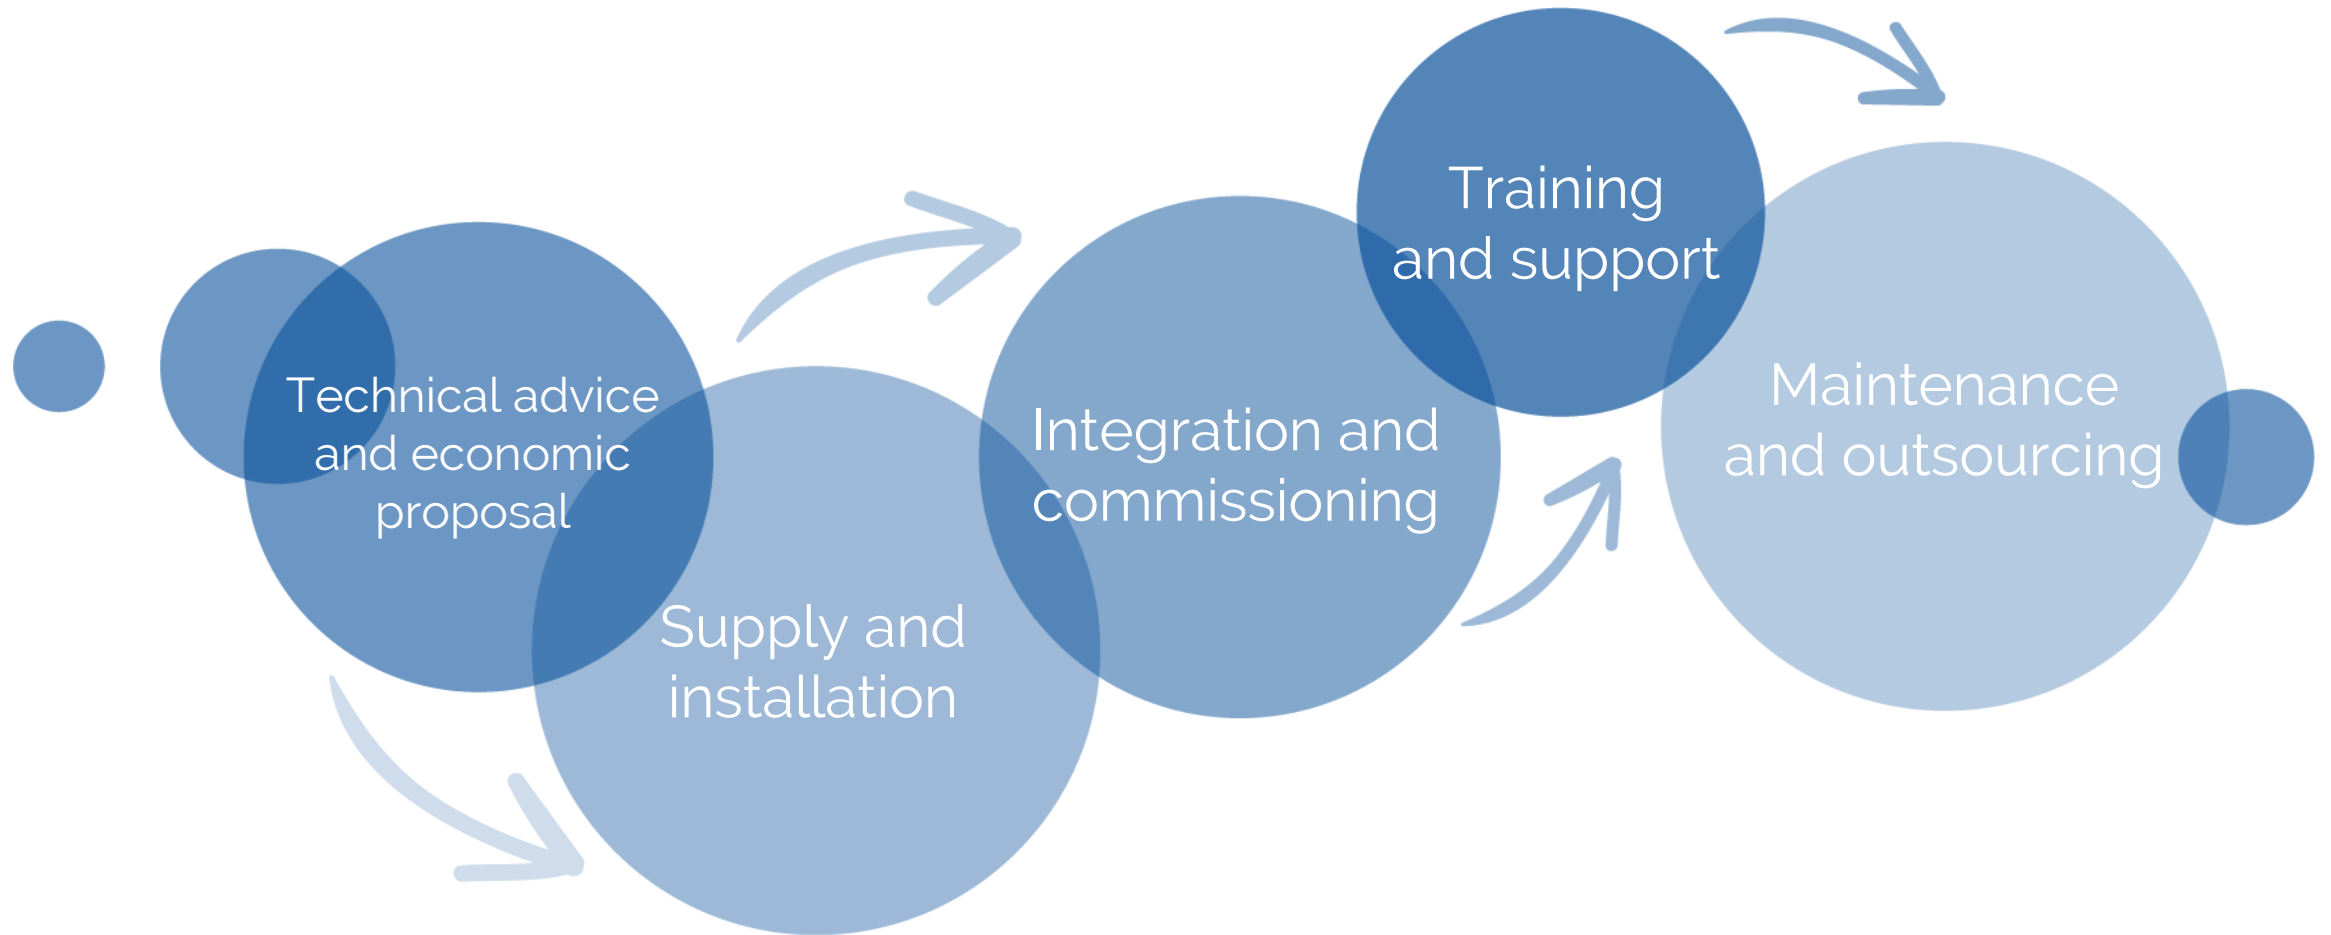 Technical advice
and economic
proposal
Supply and
installation
Integration and
commissioning
Training
and support
Maintenance
and outsourcing